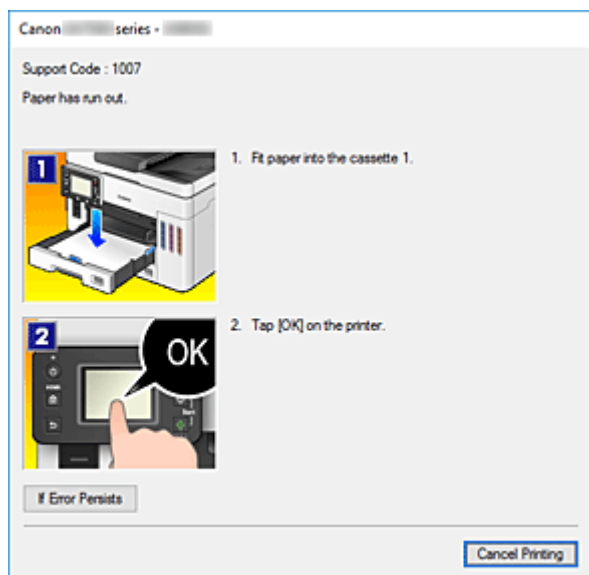 Canon series -
Support Code : 1007
Paper has run out.
1
1. Fit paper into the cassette 1.
2
OK
2. Tap [OK] on the printer.
If Error Persists
Cancel Printing